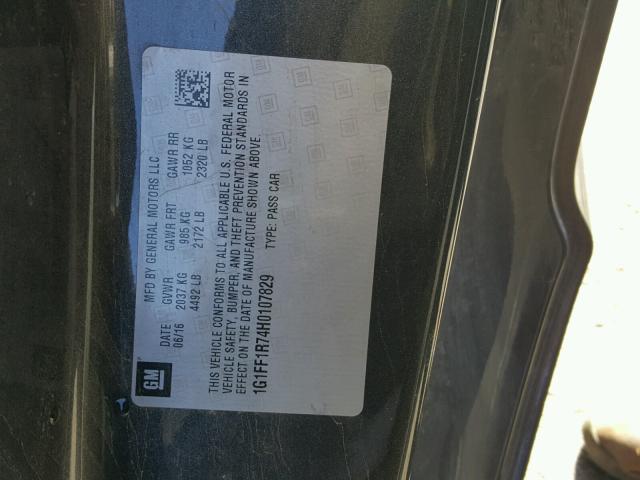 GM
MFD BY GENERAL MOTORS LLC
DATE GVWR GAWR FRT GAWR RR
06/16 2037 KG 985 KG 1052 KG
4492 LB 2172 LB 2320 LB
THIS VEHICLE CONFORMS TO ALL APPLICABLE U.S. FEDERAL MOTOR
VEHICLE SAFETY, BUMPER, AND THEFT PREVENTION STANDARDS IN
EFFECT ON THE DATE OF MANUFACTURE SHOWN ABOVE.
1G1FF1R74H0107829 TYPE: PASS CAR